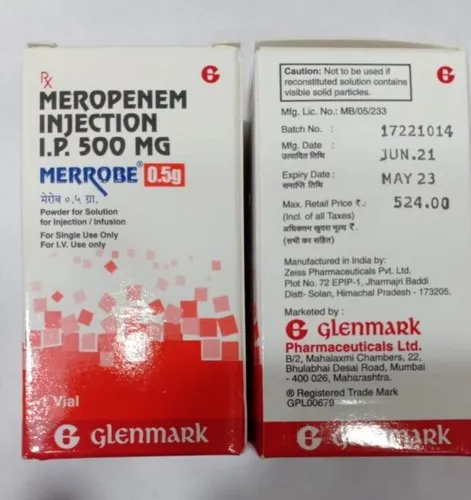 Rx
MEROPENEM
INJECTION
I.P. 500 MG
MERROBE® 0.5g
मेरोब ०.५ ग्रा.
Powder for Solution
for Injection / Infusion
For Single Use Only
For I.V. Use only
Vial
G glenmark
Caution: Not to be used if
reconstituted solution contains
visible solid particles.
Mfg. Lic. No.: MB/05/233
Batch No. : 17221014
Mfg. Date : JUN.21
उत्पादित तिथि
Expiry Date : MAY 23
समाप्ति तिथि
Max. Retail Price ₹.: 524.00
(Incl. of all Taxes)
अधिकतम खुदरा मूल्य ₹.
(सभी कर सहित)
Manufactured in India by:
Zeiss Pharmaceuticals Pvt. Ltd.
Plot No. 72 EPIP-1, Jharmajri Baddi
Distt- Solan, Himachal Pradesh - 173205.
Marketed by :
G glenmark
Pharmaceuticals Ltd.
B/2, Mahalaxmi Chambers, 22,
Bhulabhai Desai Road, Mumbai
- 400 026, Maharashtra.
® Registered Trade Mark
GPL00679